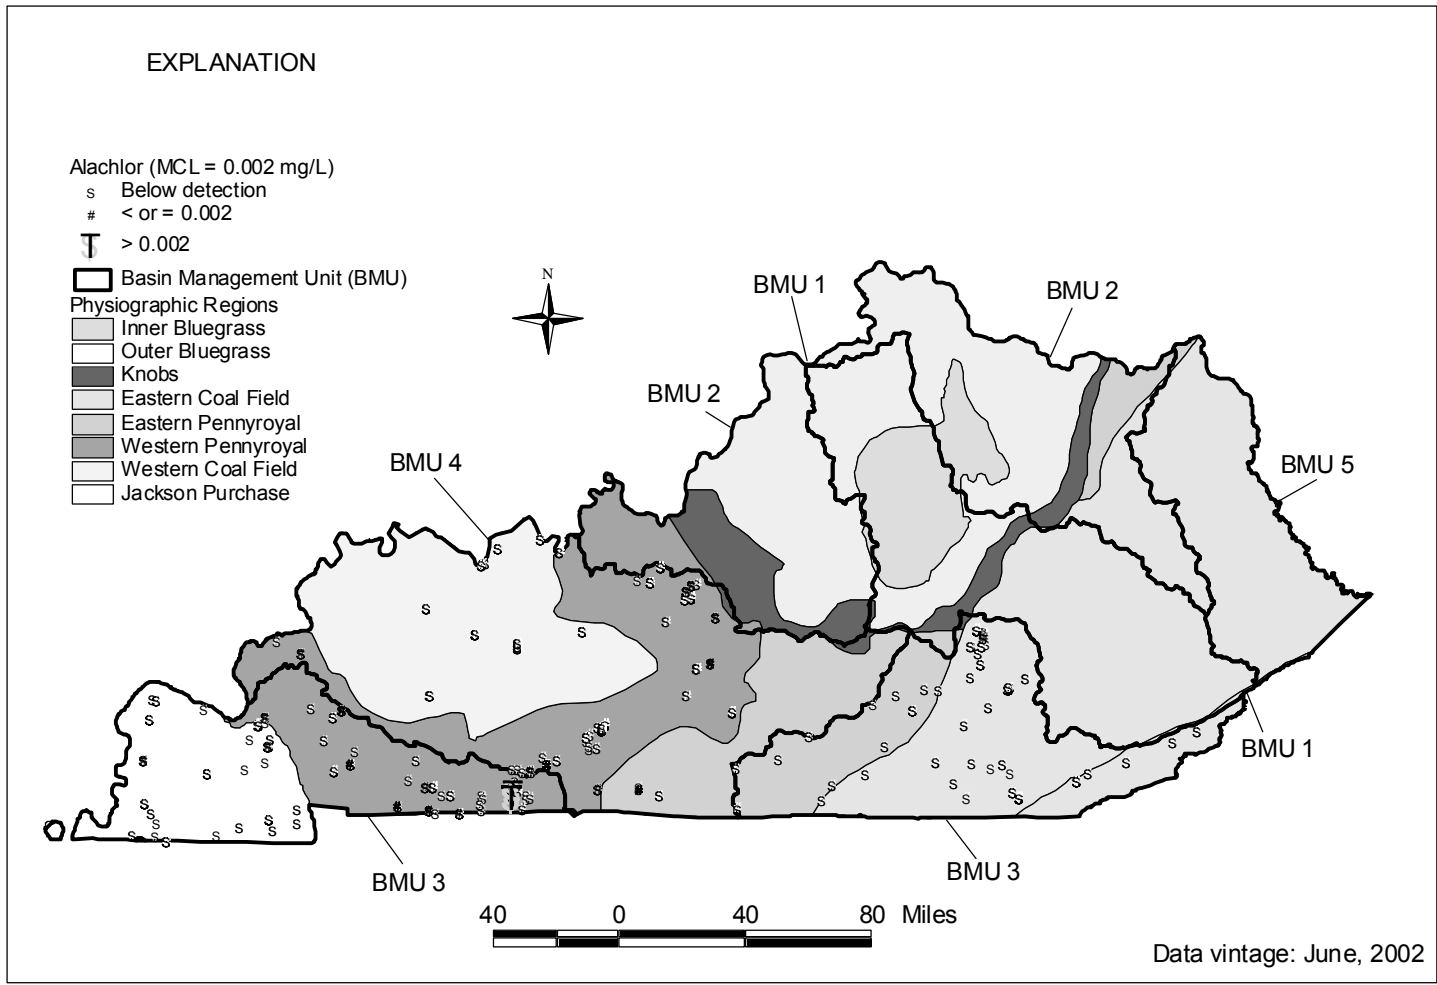 EXPLANATION
Alachlor (MCL = 0.002 mg/L)
S Below detection
# < or = 0.002
T > 0.002
Basin Management Unit (BMU)
Physiographic Regions
Inner Bluegrass
Outer Bluegrass
Knobs
Eastern Coal Field
Eastern Pennyroyal
Western Pennyroyal
Western Coal Field
Jackson Purchase
N
BMU 1
BMU 2
BMU 2
BMU 4
BMU 5
BMU 1
BMU 3
BMU 3
40 0 40 80 Miles
Data vintage: June, 2002